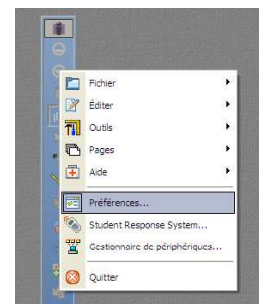 Fichier
Éditer
Outils
Pages
Aide
Préférences...
Student Response System...
Gestionnaire de périphériques...
Quitter